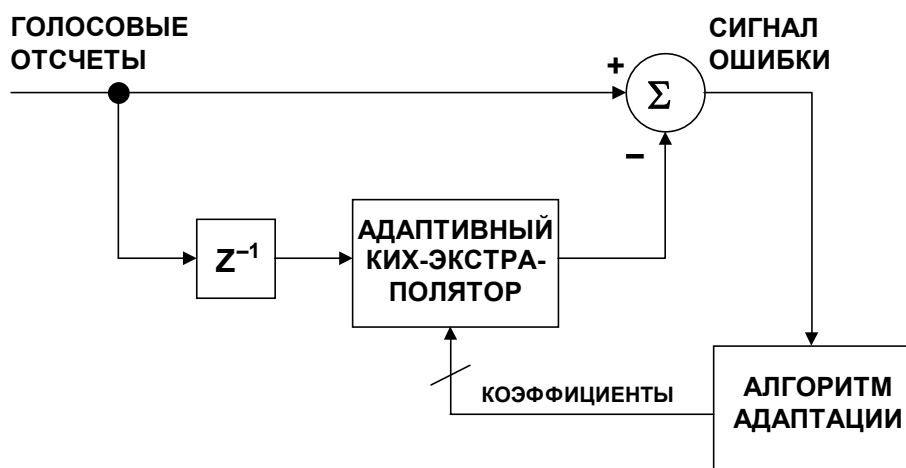 ГОЛОСОВЫЕ
ОТСЧЕТЫ
СИГНАЛ
ОШИБКИ
+
Σ
−
Z⁻¹
АДАПТИВНЫЙ
КИХ-ЭКСТРА-
ПОЛЯТОР
КОЭФФИЦИЕНТЫ
АЛГОРИТМ
АДАПТАЦИИ